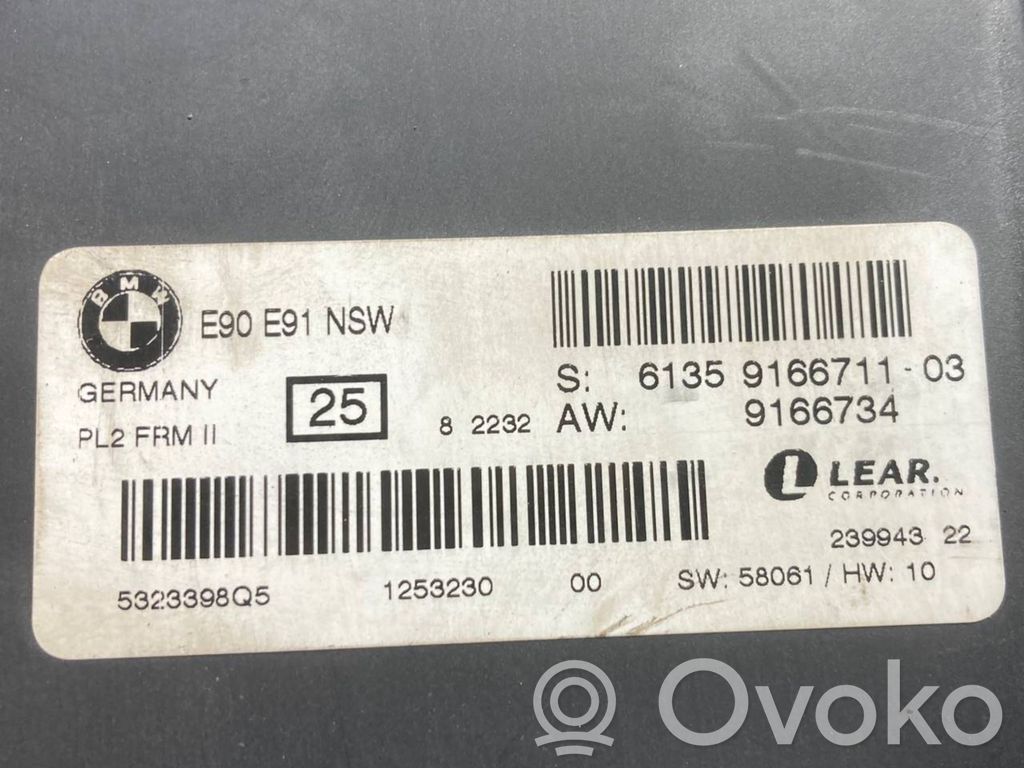 BMW
E90 E91 NSW
GERMANY
PL2 FRM II
25
8 2232
S: 6135 9166711-03
AW: 9166734
LEAR.
CORPORATION
239943 22
5323398Q5 1253230 00 SW: 58061 / HW: 10
Ovoko